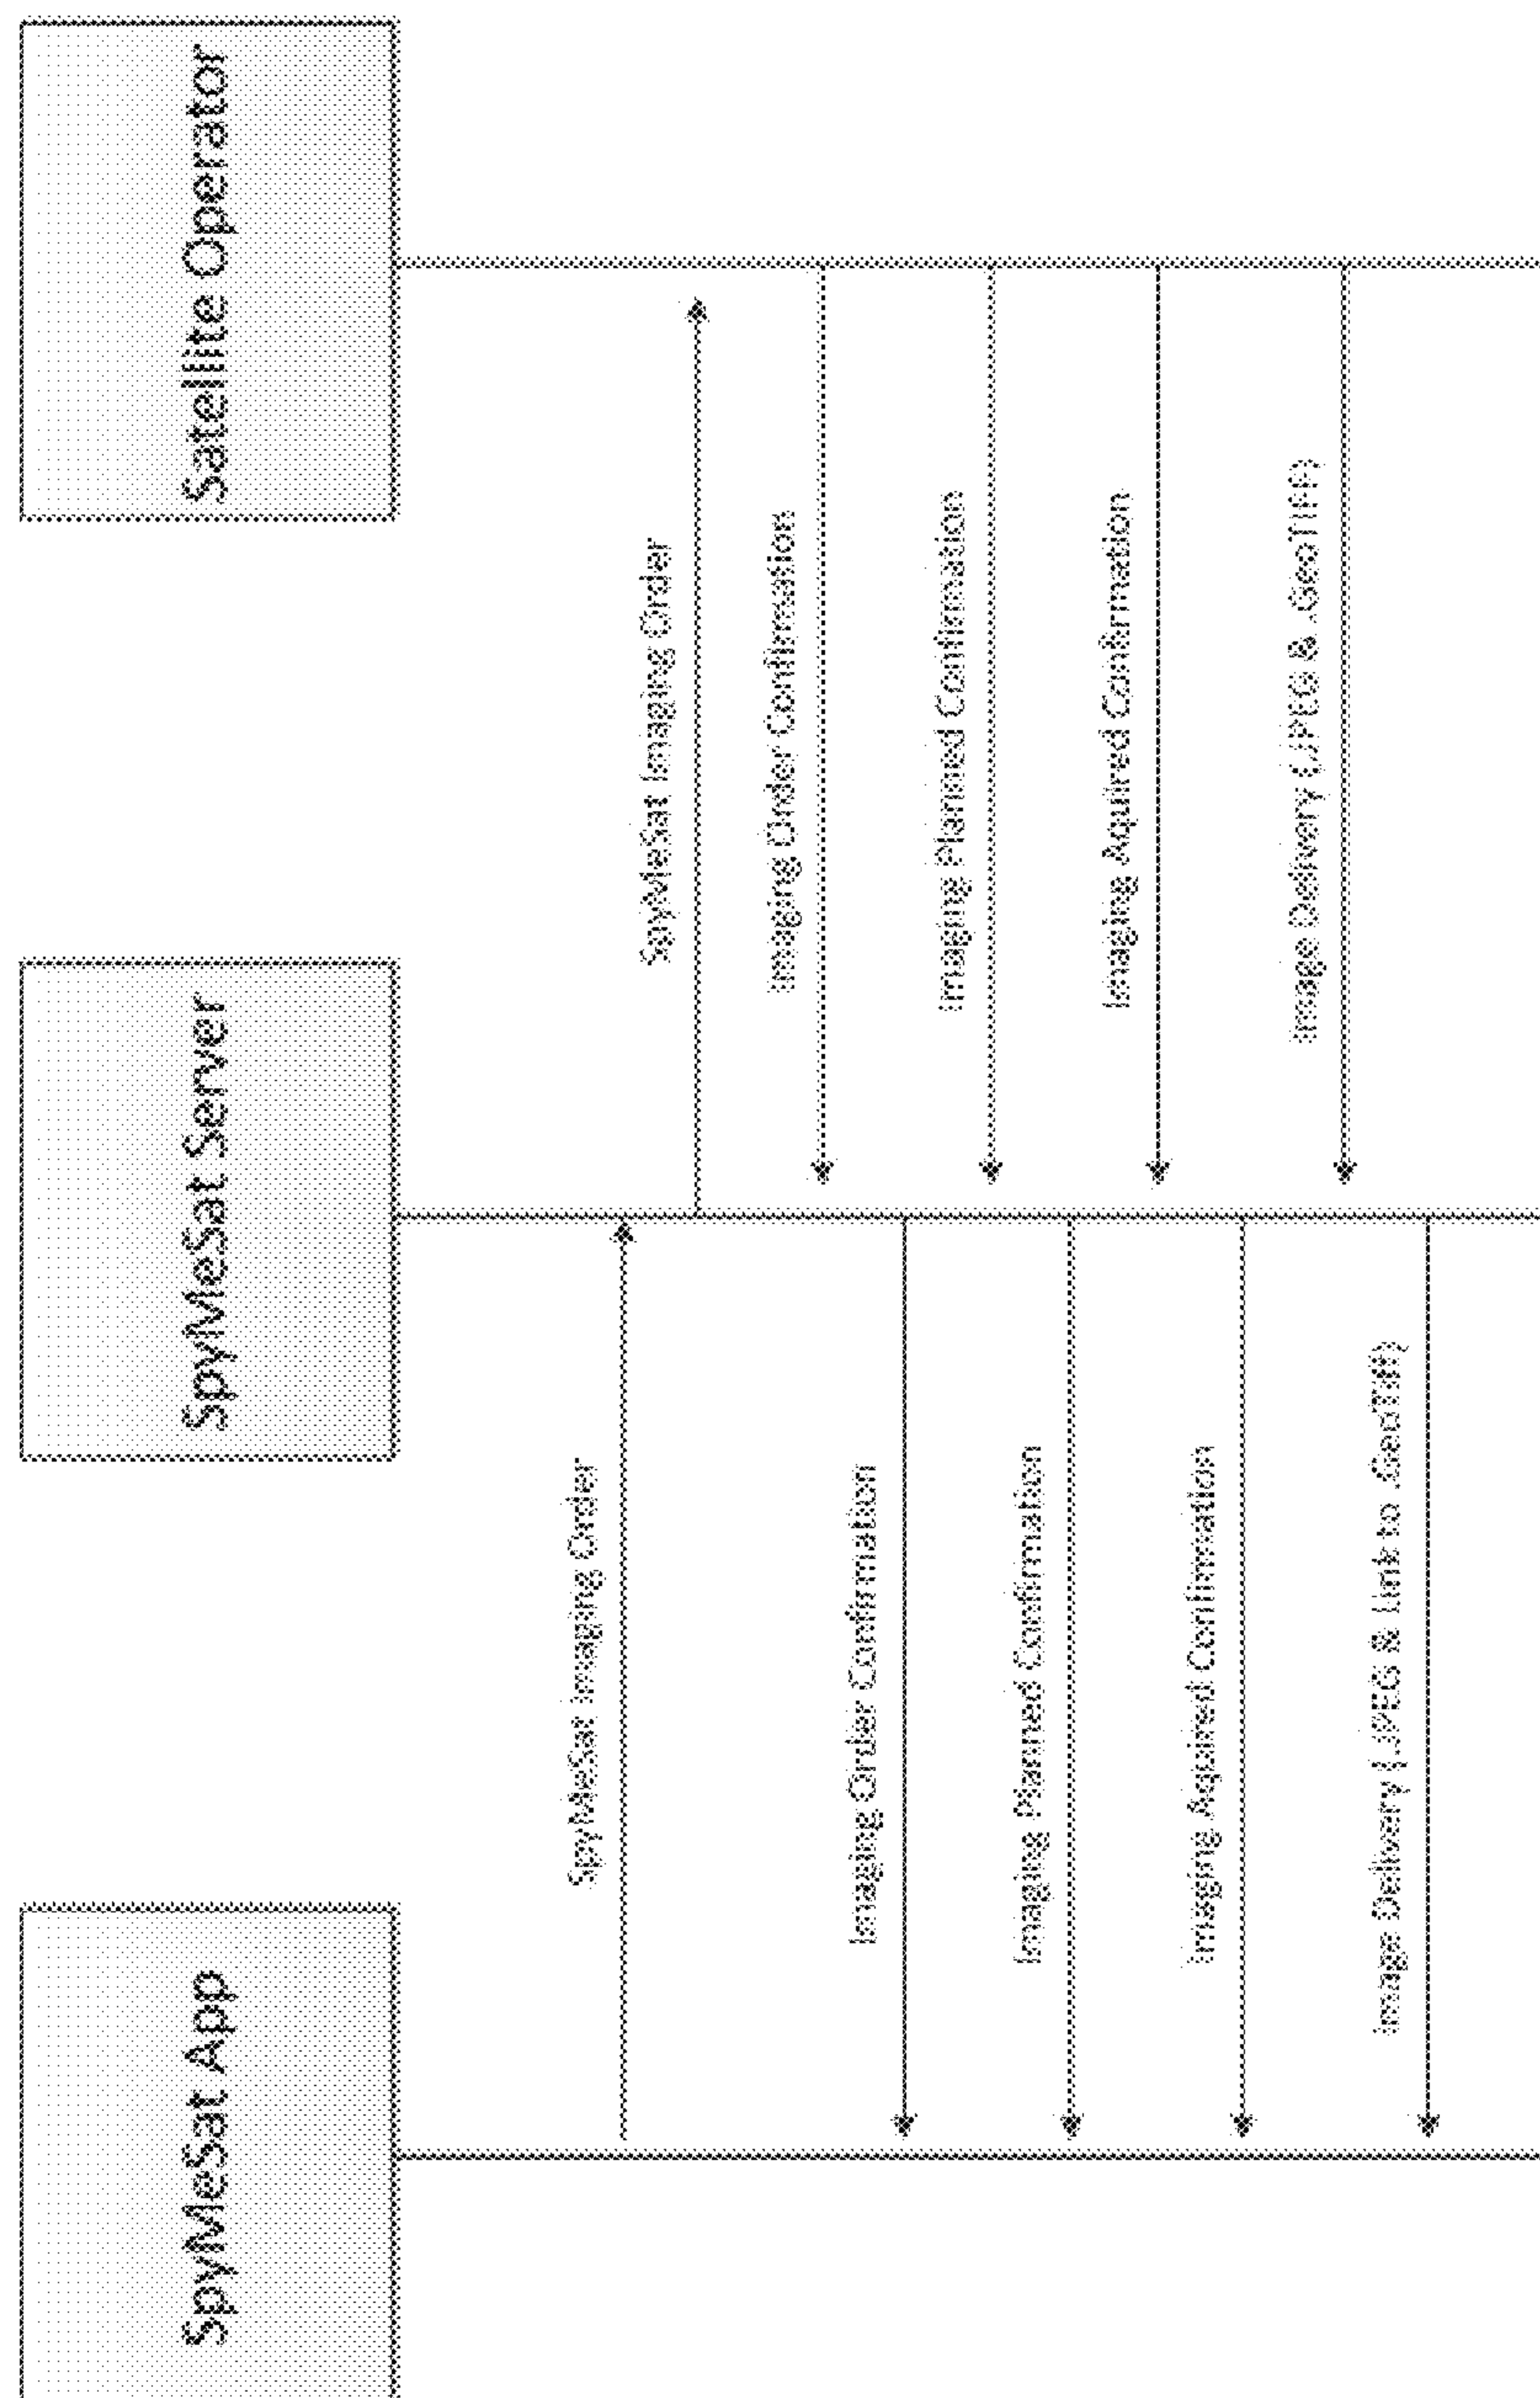 SpyMeSat App
SpyMeSat Server
Satellite Operator
SpyMeSat Imaging Order
SpyMeSat Imaging Order
Imaging Order Confirmation
Imaging Order Confirmation
Imaging Planned Confirmation
Imaging Planned Confirmation
Imaging Aquired Confirmation
Imaging Aquired Confirmation
Image Delivery (.JPEG & .GeoTIFF)
Image Delivery (.JPEG & Link to .GeoTiff)